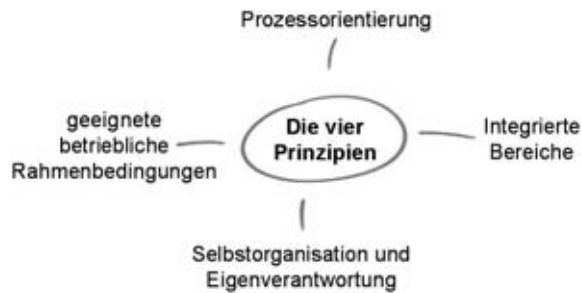 Prozessorientierung
geeignete
betriebliche
Rahmenbedingungen
Die vier
Prinzipien
Integrierte
Bereiche
Selbstorganisation und
Eigenverantwortung